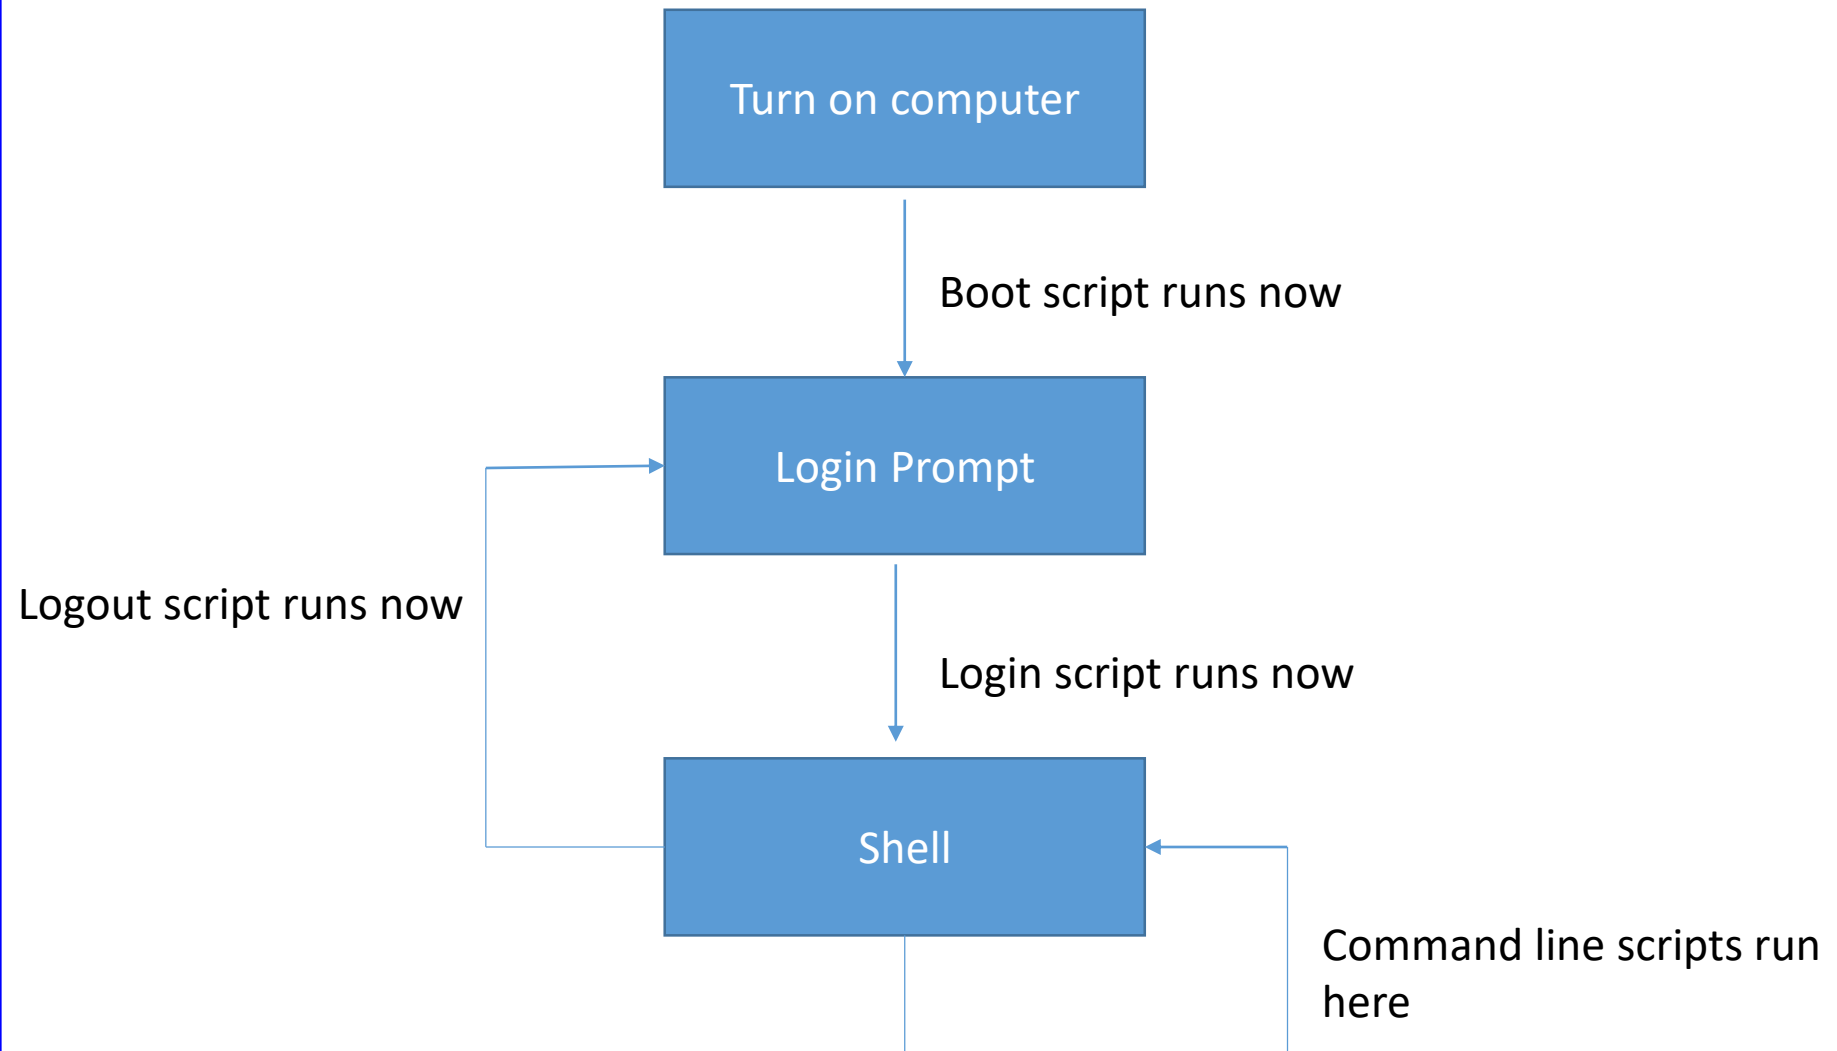 Turn on computer
Boot script runs now
Login Prompt
Logout script runs now
Login script runs now
Shell
Command line scripts run
here